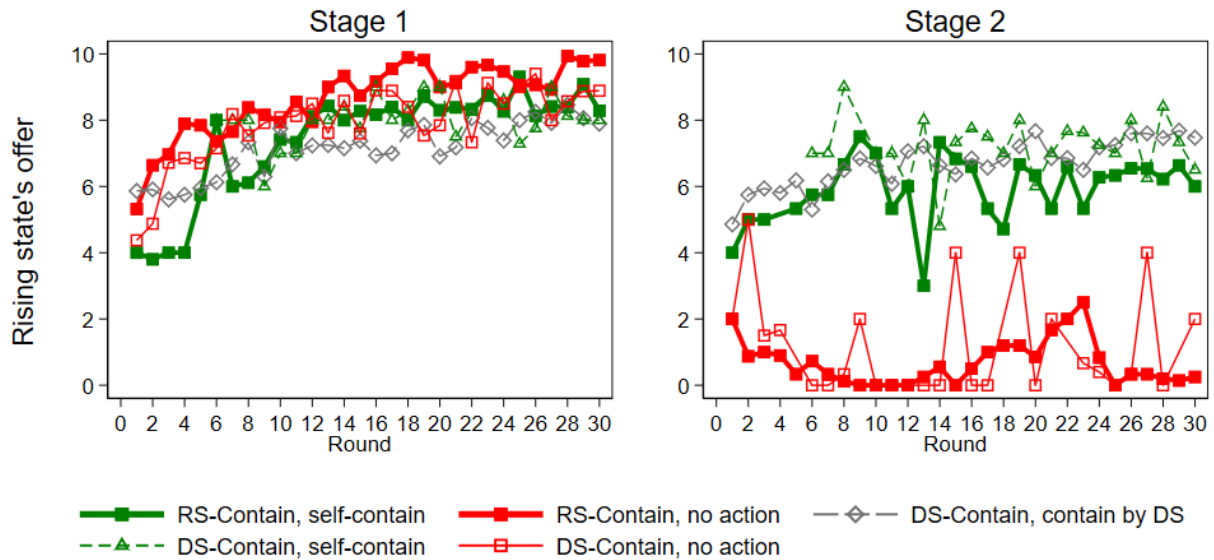 Stage 1
Stage 2
Rising state's offer
10
8
6
4
2
0
0 2 4 6 8 10 12 14 16 18 20 22 24 26 28 30
Round
10
8
6
4
2
0
0 2 4 6 8 10 12 14 16 18 20 22 24 26 28 30
Round
RS-Contain, self-contain
RS-Contain, no action
DS-Contain, contain by DS
DS-Contain, self-contain
DS-Contain, no action